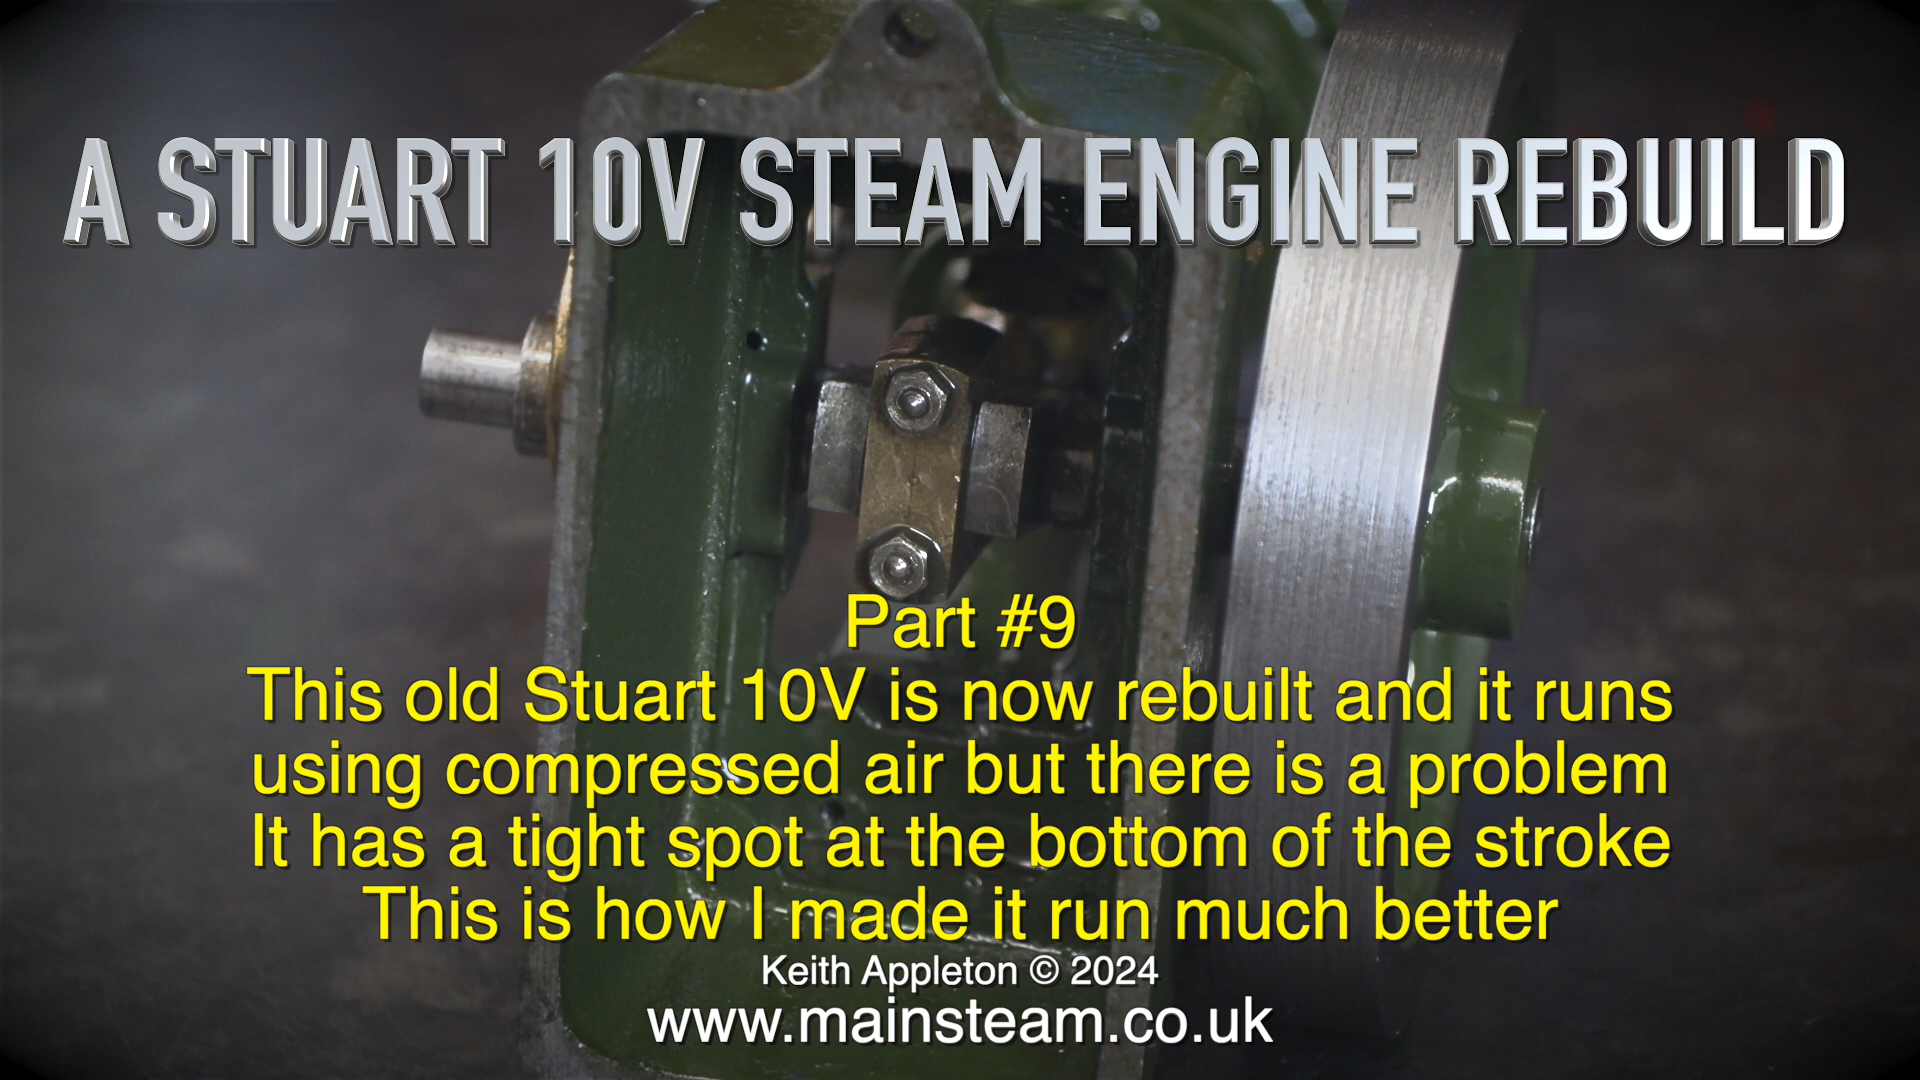 A STUART 10V STEAM ENGINE REBUILD
Part #9
This old Stuart 10V is now rebuilt and it runs
using compressed air but there is a problem
It has a tight spot at the bottom of the stroke
This is how I made it run much better
Keith Appleton © 2024
www.mainsteam.co.uk